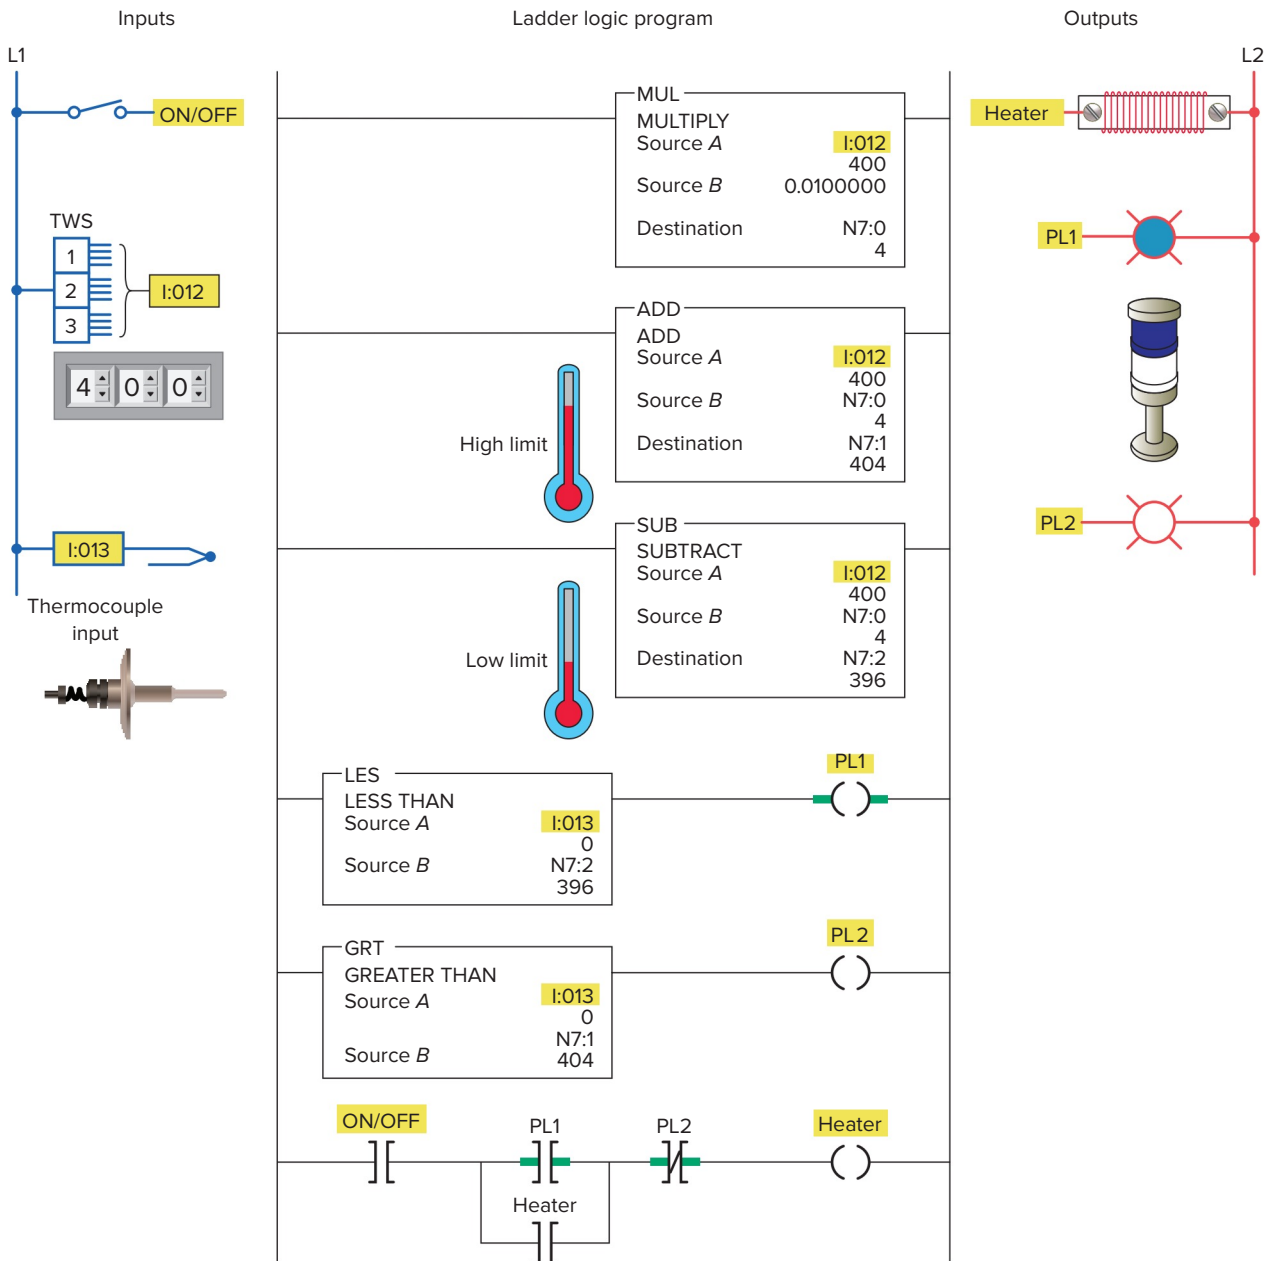 Inputs
Ladder logic program
Outputs
L1
L2
ON/OFF
TWS
1
2
3
I:012
4 0 0
I:013
Thermocouple
input
MUL
MULTIPLY
Source A I:012
400
Source B 0.0100000
Destination N7:0
4
ADD
ADD
Source A I:012
400
Source B N7:0
4
Destination N7:1
404
High limit
SUB
SUBTRACT
Source A I:012
400
Source B N7:0
4
Destination N7:2
396
Low limit
LES
LESS THAN
Source A I:013
0
Source B N7:2
396
PL1
GRT
GREATER THAN
Source A I:013
0
N7:1
Source B 404
PL2
ON/OFF
PL1
PL2
Heater
Heater
Heater
PL1
PL2